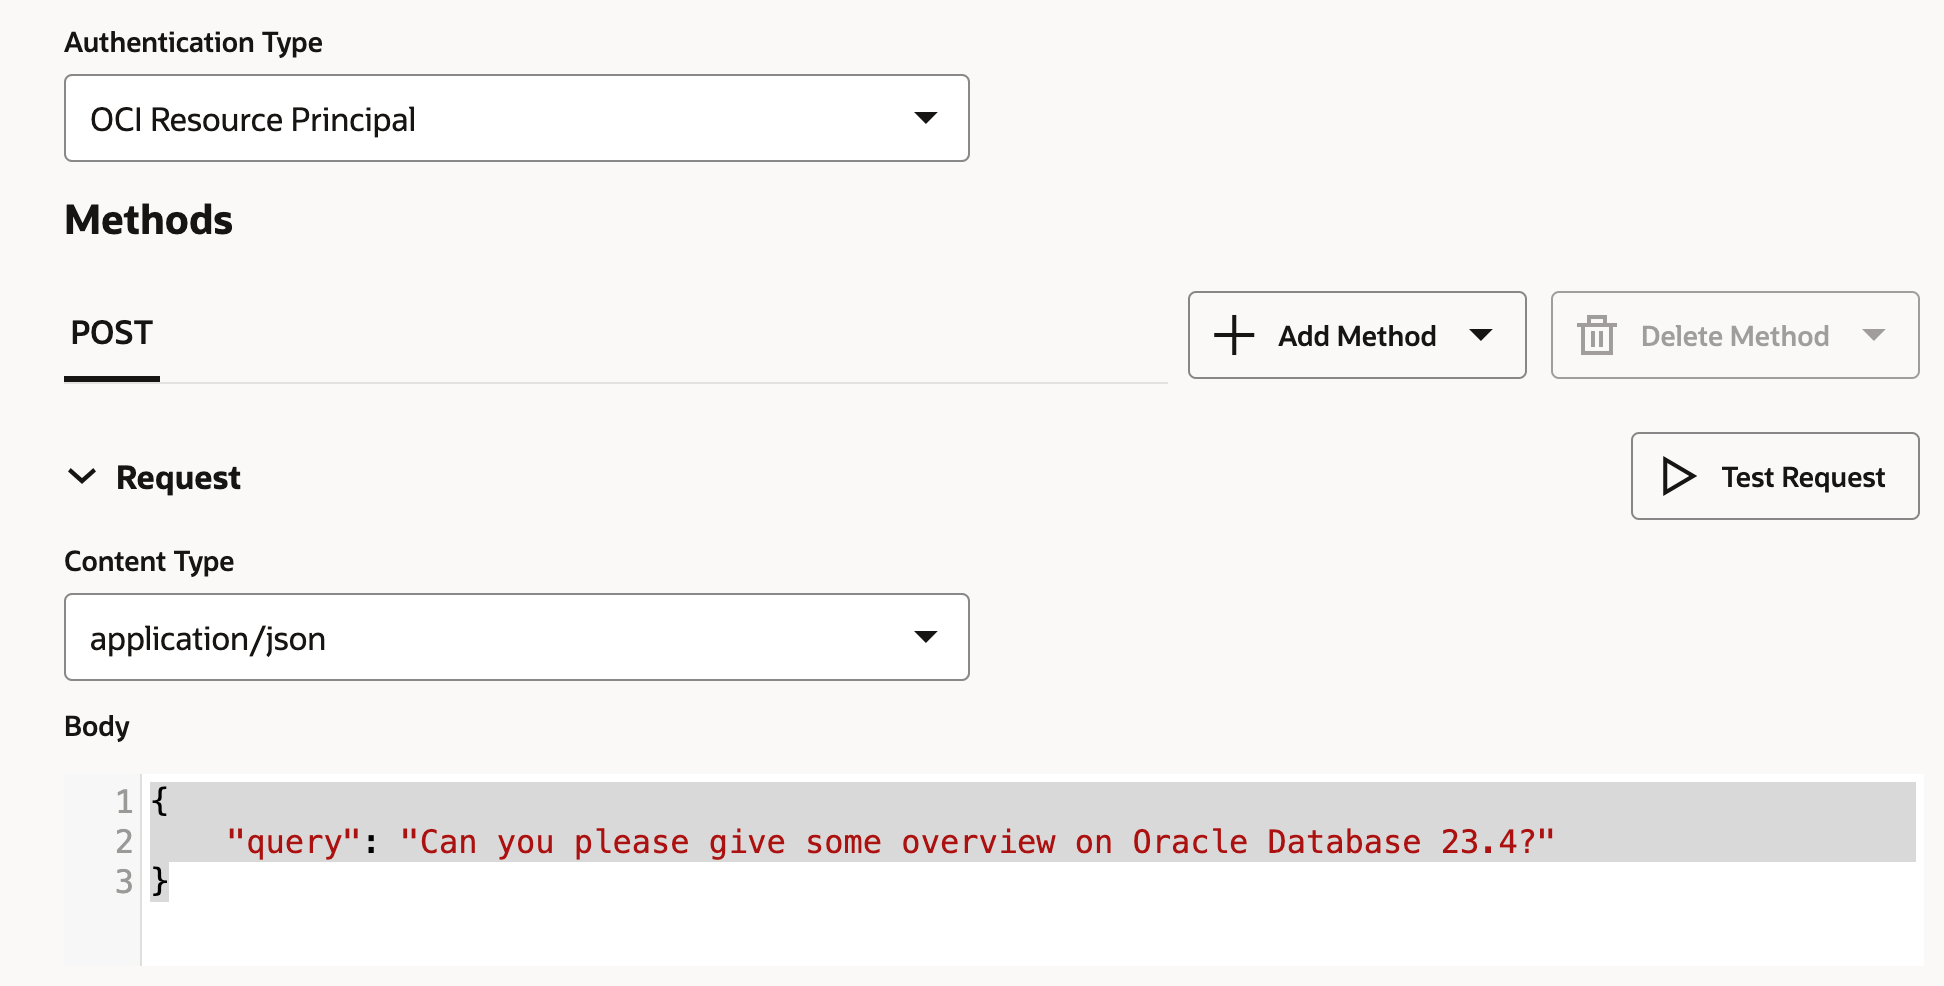 Authentication Type
OCI Resource Principal
Methods
POST
Add Method
Delete Method
Request
Test Request
Content Type
application/json
Body
1 {
2     "query": "Can you please give some overview on Oracle Database 23.4?"
3 }